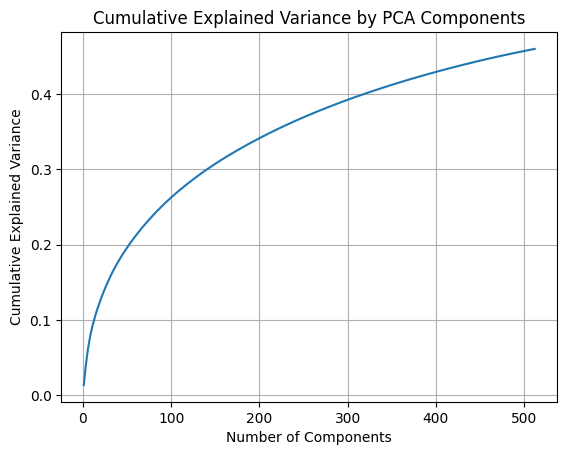 Cumulative Explained Variance by PCA Components
Cumulative Explained Variance
0.4
0.3
0.2
0.1
0.0
0 100 200 300 400 500
Number of Components